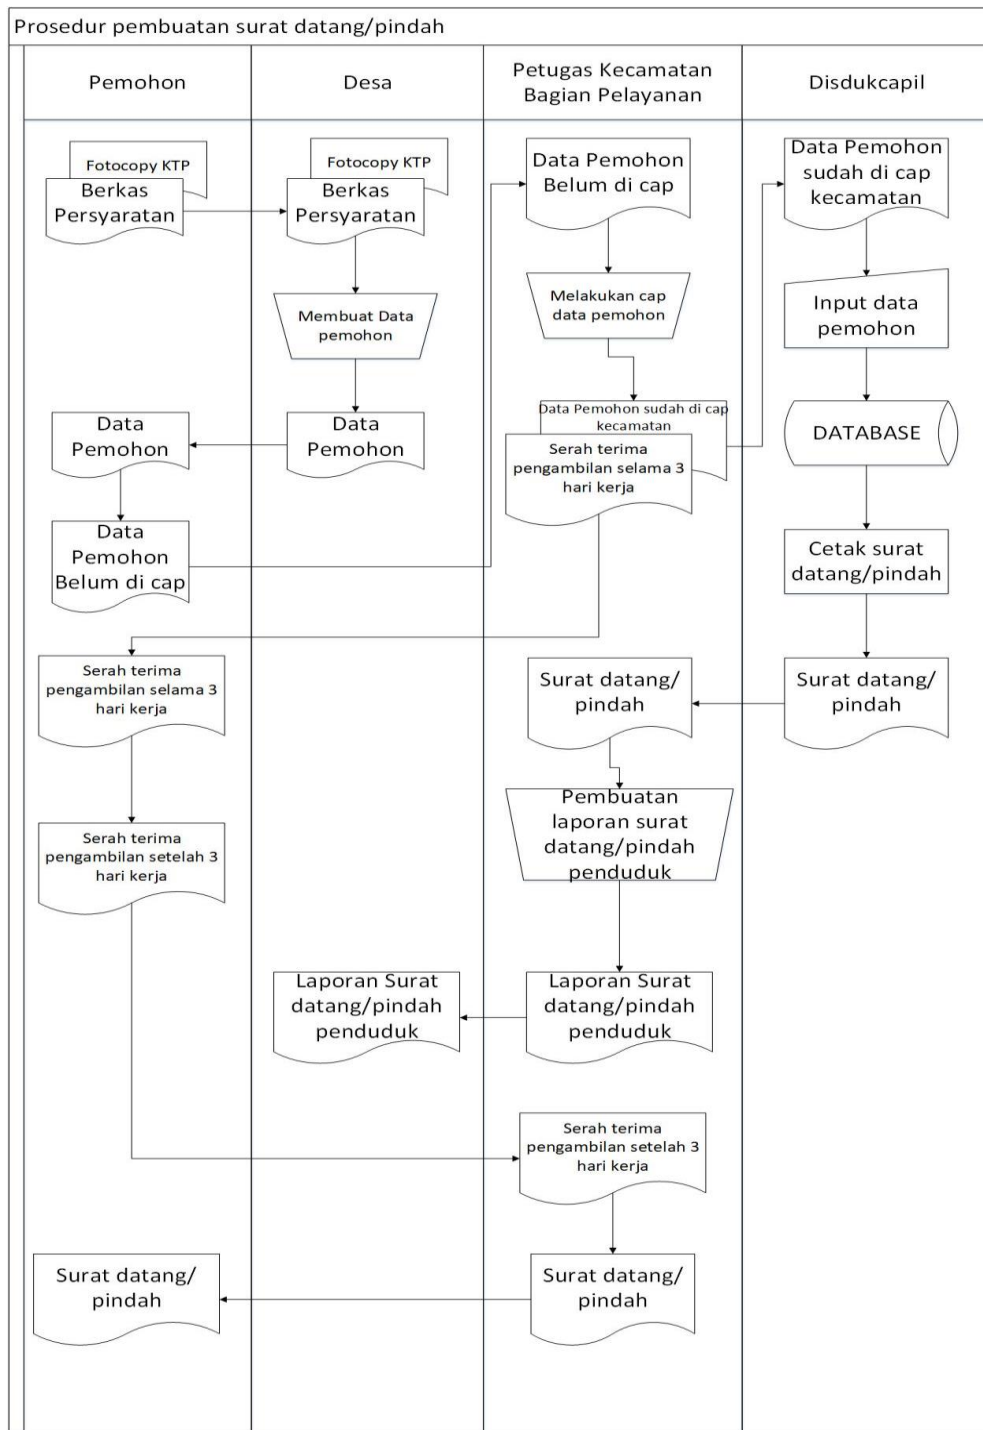 Prosedur pembuatan surat datang/pindah
Pemohon
Desa
Petugas Kecamatan
Bagian Pelayanan
Disdukcapil
Fotocopy KTP
Berkas
Persyaratan
Fotocopy KTP
Berkas
Persyaratan
Data Pemohon
Belum di cap
Data Pemohon
sudah di cap
kecamatan
Membuat Data
pemohon
Melakukan cap
data pemohon
Input data
pemohon
Data
Pemohon
Data
Pemohon
Data Pemohon sudah di cap
kecamatan
Serah terima
pengambilan selama 3
hari kerja
DATABASE
Data
Pemohon
Belum di cap
Cetak surat
datang/pindah
Serah terima
pengambilan selama 3
hari kerja
Surat datang/
pindah
Surat datang/
pindah
Pembuatan
laporan surat
datang/pindah
penduduk
Serah terima
pengambilan setelah 3
hari kerja
Laporan Surat
datang/pindah
penduduk
Laporan Surat
datang/pindah
penduduk
Serah terima
pengambilan setelah 3
hari kerja
Surat datang/
pindah
Surat datang/
pindah